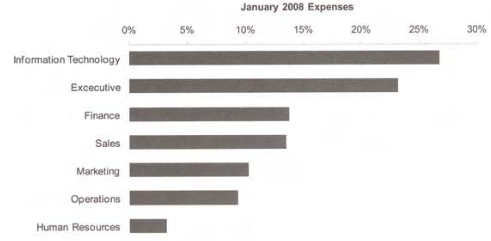 January 2008 Expenses
0% 5% 10% 15% 20% 25% 30%
Information Technology
Excecutive
Finance
Sales
Marketing
Operations
Human Resources